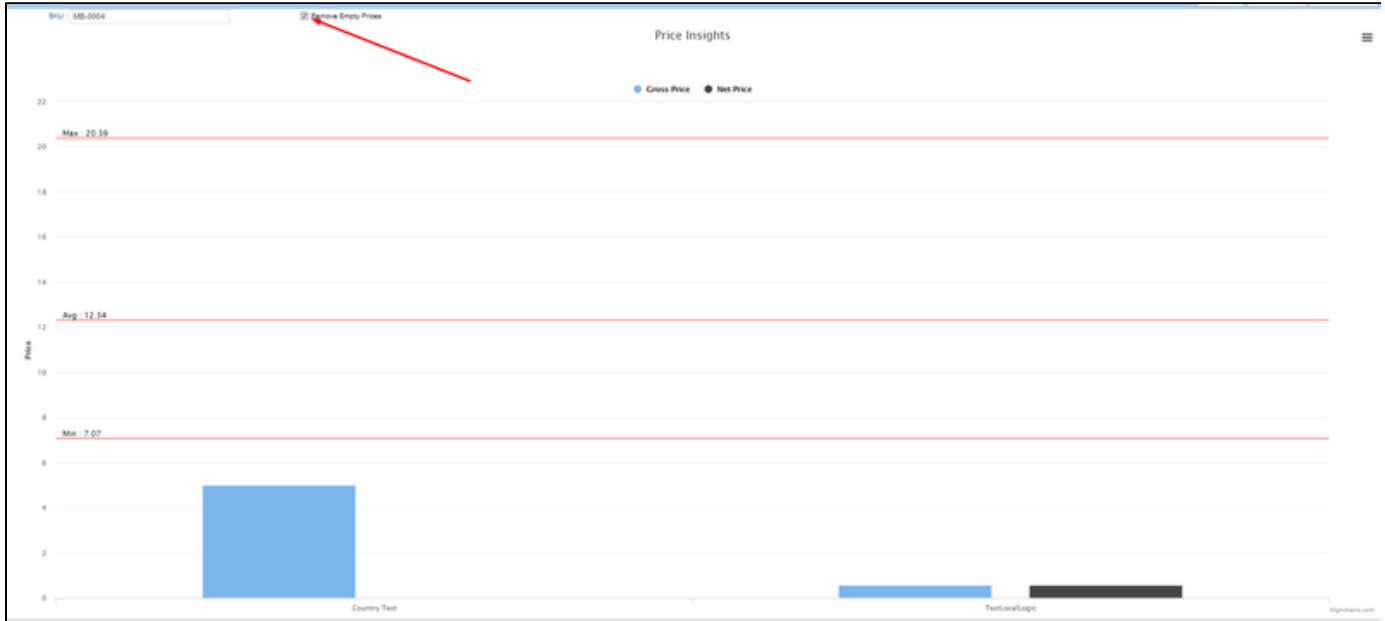 SKU : MB-0004
Remove Empty Prices
Price Insights
Gross Price
Net Price
22
Max : 20.39
20
18
16
14
Avg : 12.34
12
Price
10
8
Min : 7.07
6
4
2
0
Country Test
TestLocalLogic
Highcharts.com